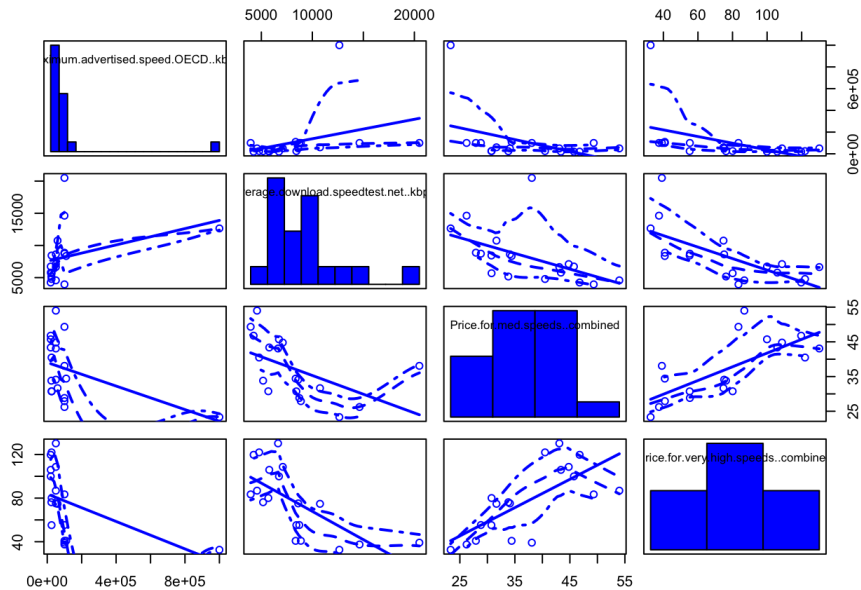 5000 10000 20000
40 60 80 100
ximum.advertised.speed.OECD..kb
0e+00 6e+05
erage.download.speedtest.net..kbp
5000 15000
Price.for.med.speeds..combined
25 35 45 55
rice.for.very.high.speeds..combine
40 80 120
0e+00 4e+05 8e+05
25 35 45 55